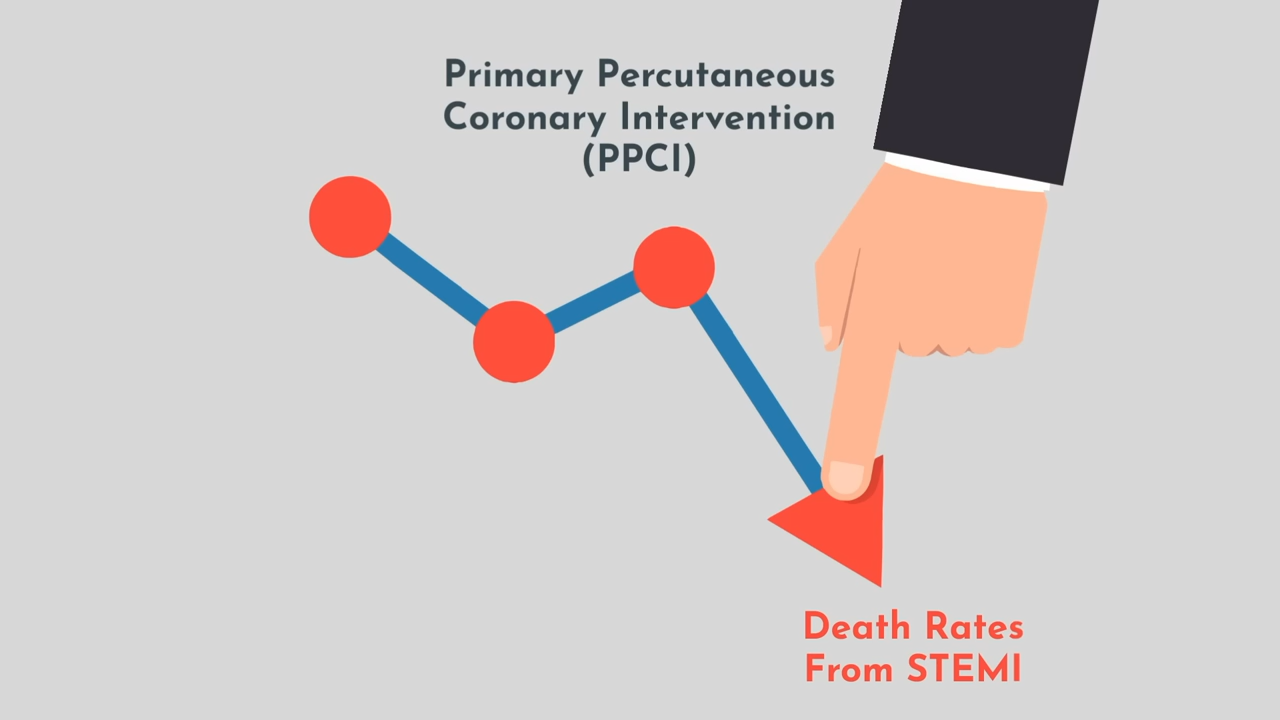 Primary Percutaneous
Coronary Intervention
(PPCI)
Death Rates
From STEMI